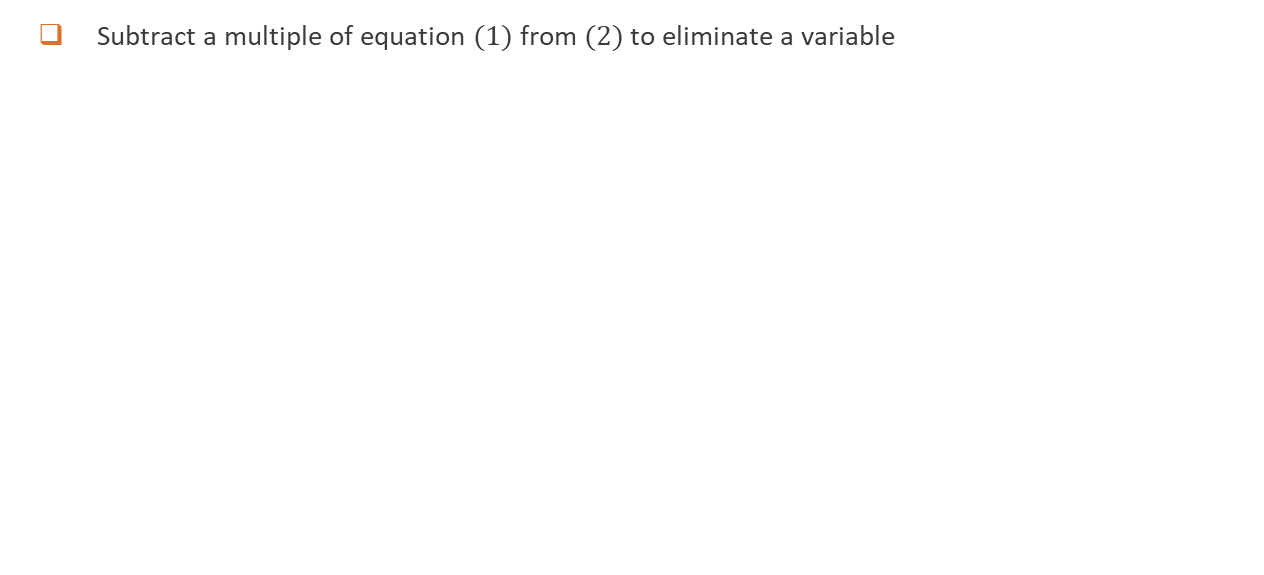 ❑ Subtract a multiple of equation (1) from (2) to eliminate a variable